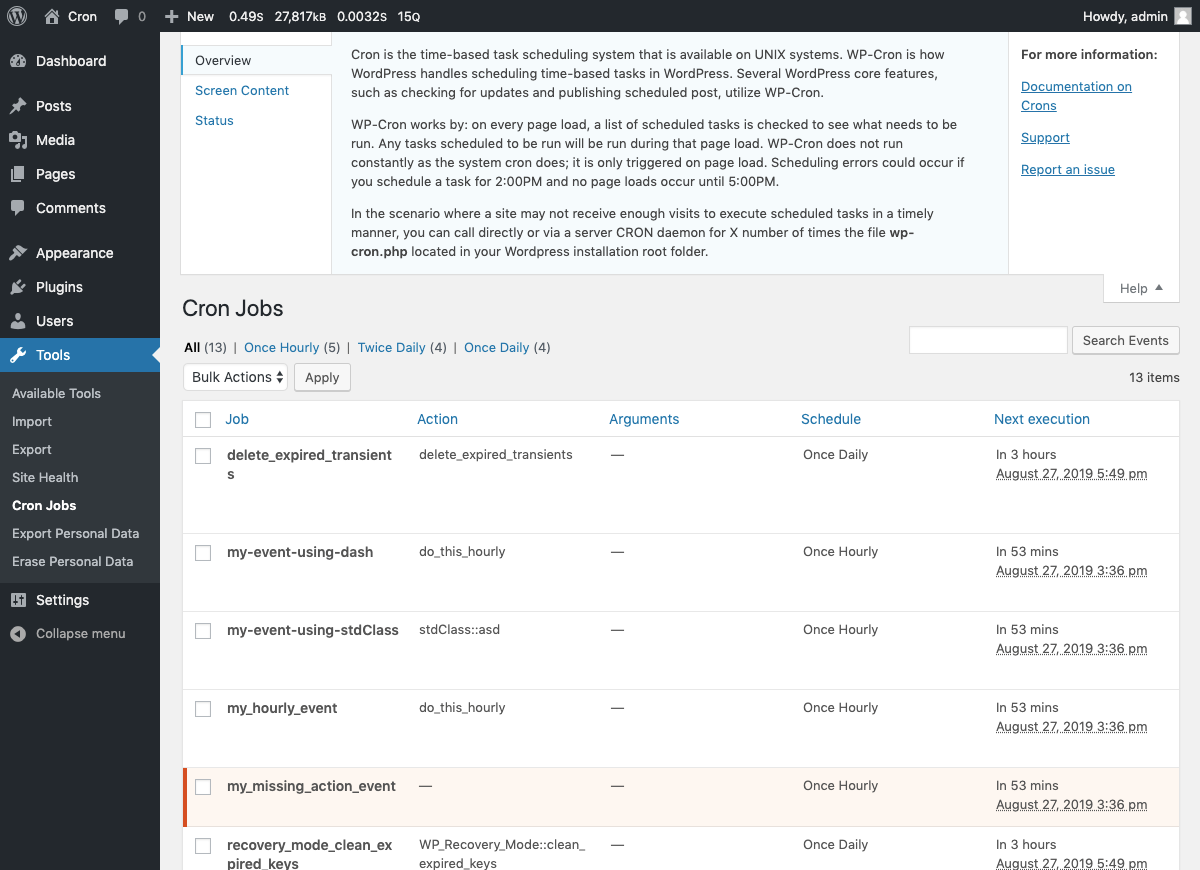 Cron 0 New 0.49S 27,817kB 0.0032S 15Q Howdy, admin
Dashboard
Posts
Media
Pages
Comments
Appearance
Plugins
Users
Tools
Available Tools
Import
Export
Site Health
Cron Jobs
Export Personal Data
Erase Personal Data
Settings
Collapse menu
Overview
Screen Content
Status
Cron is the time-based task scheduling system that is available on UNIX systems. WP-Cron is how
WordPress handles scheduling time-based tasks in WordPress. Several WordPress core features,
such as checking for updates and publishing scheduled post, utilize WP-Cron.
WP-Cron works by: on every page load, a list of scheduled tasks is checked to see what needs to be
run. Any tasks scheduled to be run will be run during that page load. WP-Cron does not run
constantly as the system cron does; it is only triggered on page load. Scheduling errors could occur if
you schedule a task for 2:00PM and no page loads occur until 5:00PM.
In the scenario where a site may not receive enough visits to execute scheduled tasks in a timely
manner, you can call directly or via a server CRON daemon for X number of times the file wp-
cron.php located in your Wordpress installation root folder.
For more information:
Documentation on
Crons
Support
Report an issue
Help
Cron Jobs
All (13) | Once Hourly (5) | Twice Daily (4) | Once Daily (4)
Search Events
Bulk Actions Apply
13 items
Job Action Arguments Schedule Next execution
delete_expired_transient
s
delete_expired_transients — Once Daily In 3 hours
August 27, 2019 5:49 pm
my-event-using-dash do_this_hourly — Once Hourly In 53 mins
August 27, 2019 3:36 pm
my-event-using-stdClass stdClass::asd — Once Hourly In 53 mins
August 27, 2019 3:36 pm
my_hourly_event do_this_hourly — Once Hourly In 53 mins
August 27, 2019 3:36 pm
my_missing_action_event — — Once Hourly In 53 mins
August 27, 2019 3:36 pm
recovery_mode_clean_ex
pired_keys
WP_Recovery_Mode::clean_
expired_keys
— Once Daily In 3 hours
August 27, 2019 5:49 pm